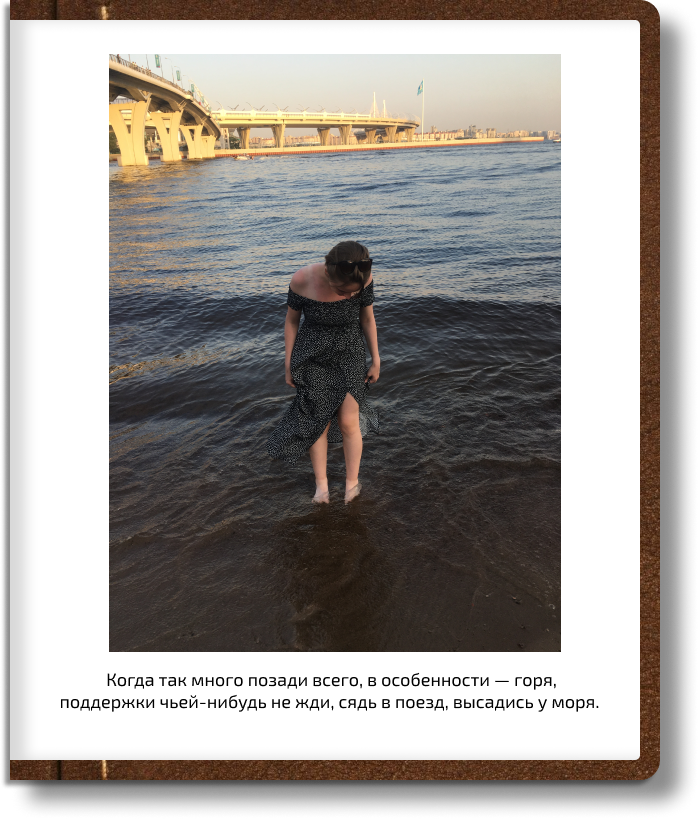 Когда так много позади всего, в особенности — горя,
поддержки чьей-нибудь не жди, сядь в поезд, высадись у моря.